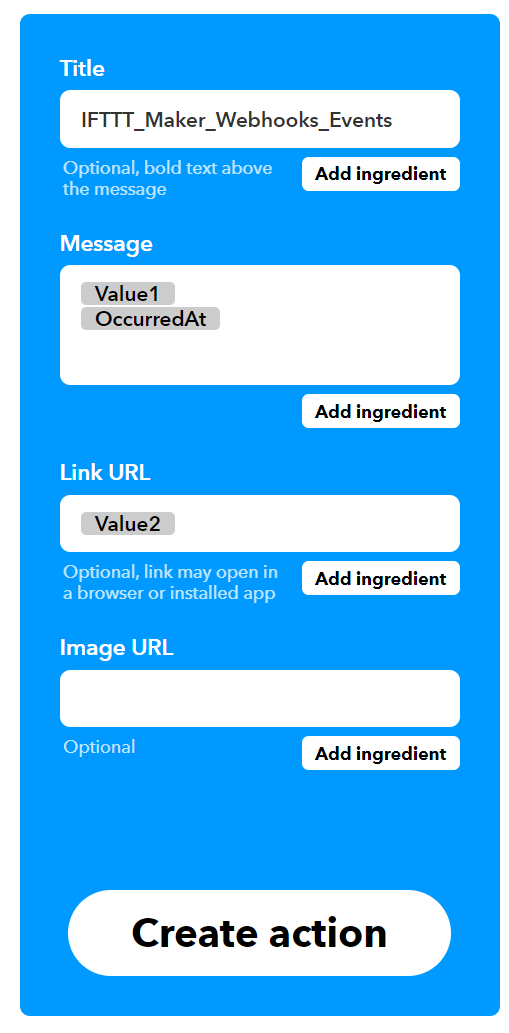 Title
IFTTT_Maker_Webhooks_Events
Optional, bold text above
the message
Add ingredient
Message
Value1
OccurredAt
Add ingredient
Link URL
Value2
Optional, link may open in
a browser or installed app
Add ingredient
Image URL
Optional
Add ingredient
Create action